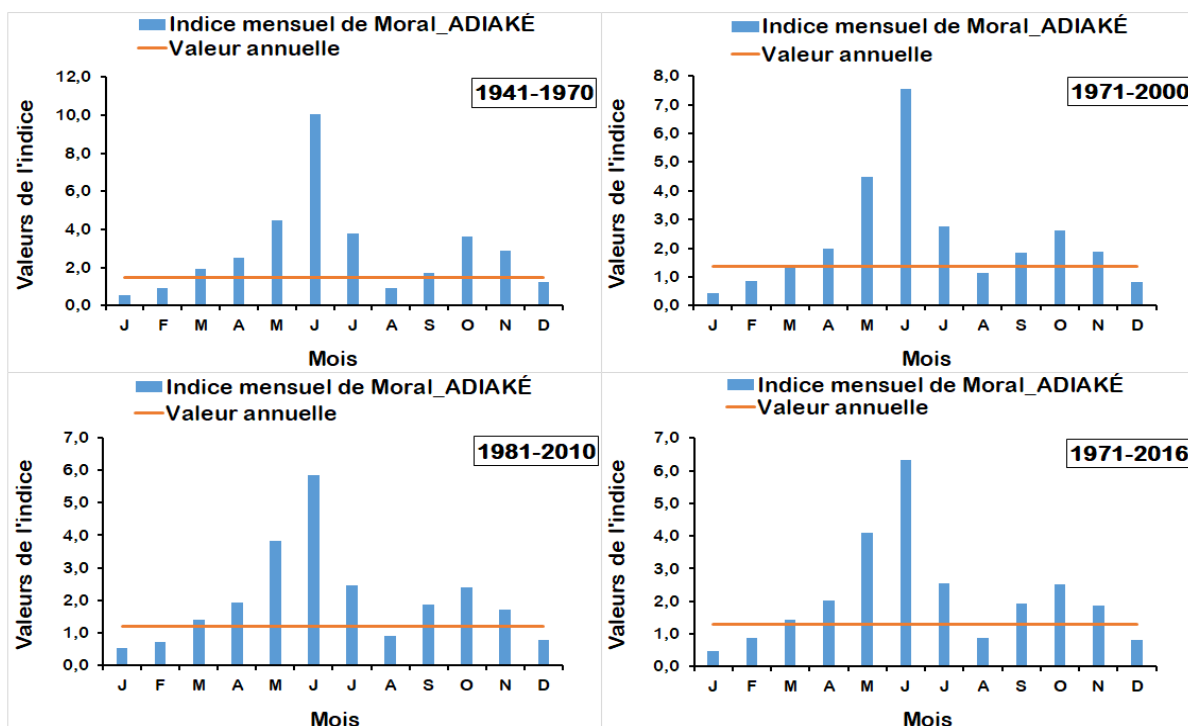 Indice mensuel de Moral_ADIAKÉ
Valeur annuelle
1941-1970
Valeurs de l'indice
12,0
10,0
8,0
6,0
4,0
2,0
0,0
J F M A M J J A S O N D
Mois
Indice mensuel de Moral_ADIAKÉ
Valeur annuelle
1971-2000
Valeurs de l'indice
8,0
7,0
6,0
5,0
4,0
3,0
2,0
1,0
0,0
J F M A M J J A S O N D
Mois
Indice mensuel de Moral_ADIAKÉ
Valeur annuelle
1981-2010
Valeurs de l'indice
7,0
6,0
5,0
4,0
3,0
2,0
1,0
0,0
J F M A M J J A S O N D
Mois
Indice mensuel de Moral_ADIAKÉ
Valeur annuelle
1971-2016
Valeurs de l'indice
7,0
6,0
5,0
4,0
3,0
2,0
1,0
0,0
J F M A M J J A S O N D
Mois